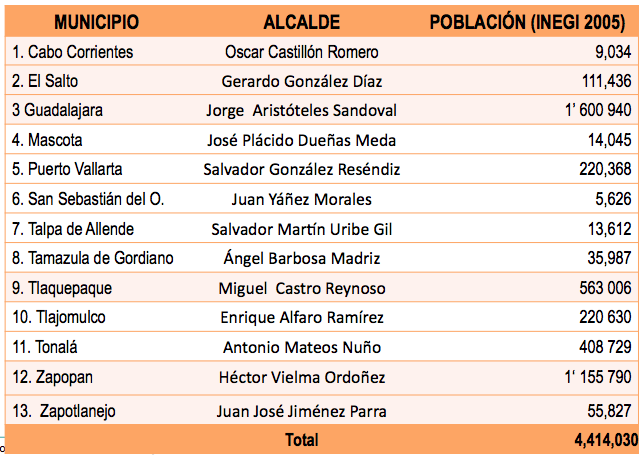 MUNICIPIO ALCALDE POBLACIÓN (INEGI 2005)
1. Cabo Corrientes Oscar Castillón Romero 9,034
2. El Salto Gerardo González Díaz 111,436
3 Guadalajara Jorge Aristóteles Sandoval 1' 600 940
4. Mascota José Plácido Dueñas Meda 14,045
5. Puerto Vallarta Salvador González Reséndiz 220,368
6. San Sebastián del O. Juan Yáñez Morales 5,626
7. Talpa de Allende Salvador Martín Uribe Gil 13,612
8. Tamazula de Gordiano Ángel Barbosa Madriz 35,987
9. Tlaquepaque Miguel Castro Reynoso 563 006
10. Tlajomulco Enrique Alfaro Ramírez 220 630
11. Tonalá Antonio Mateos Nuño 408 729
12. Zapopan Héctor Vielma Ordoñez 1' 155 790
13. Zapotlanejo Juan José Jiménez Parra 55,827
Total 4,414,030